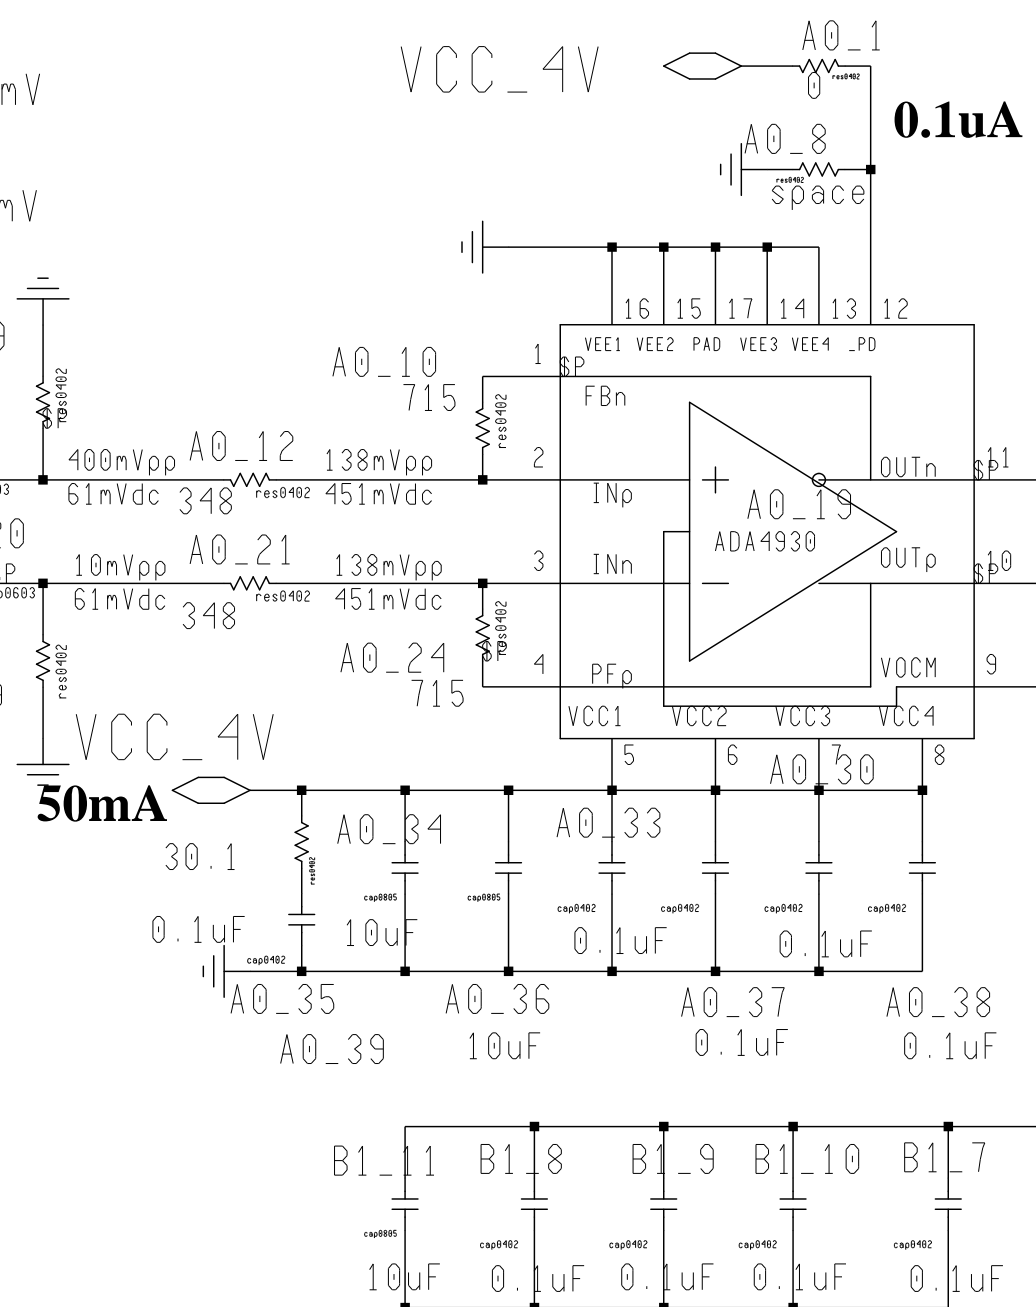 A0_1
VCC_4V
res0402
0
mV
0.1uA
A0_8
res0402
space
mV
16 15 17 14 13 12
VEE1 VEE2 PAD VEE3 VEE4 _PD
A0_10
1
$P
715
res0402
FBn
res0402
$P
A0_12
400mVpp
138mVpp
2
OUTn
11
$P
61mVdc
348
res0402
451mVdc
INp
A0_19
ADA4930
A0_21
10mVpp
138mVpp
3
INn
OUTp
10
$P
0603
61mVdc
348
res0402
451mVdc
res0402
$P
res0402
A0_24
715
4
PFp
VOCM
9
VCC_4V
VCC1 VCC2 VCC3 VCC4
5 6 7 8
A0_30
50mA
A0_34
A0_33
30.1
res0402
cap0805
cap0805
cap0402
cap0402
cap0402
cap0402
0.1uF
10uF
0.1uF
0.1uF
cap0402
A0_35
A0_36
A0_37
A0_38
A0_39
10uF
0.1uF
0.1uF
B1_11
B1_8
B1_9
B1_10
B1_7
cap0805
cap0402
cap0402
cap0402
cap0402
10uF
0.1uF
0.1uF
0.1uF
0.1uF